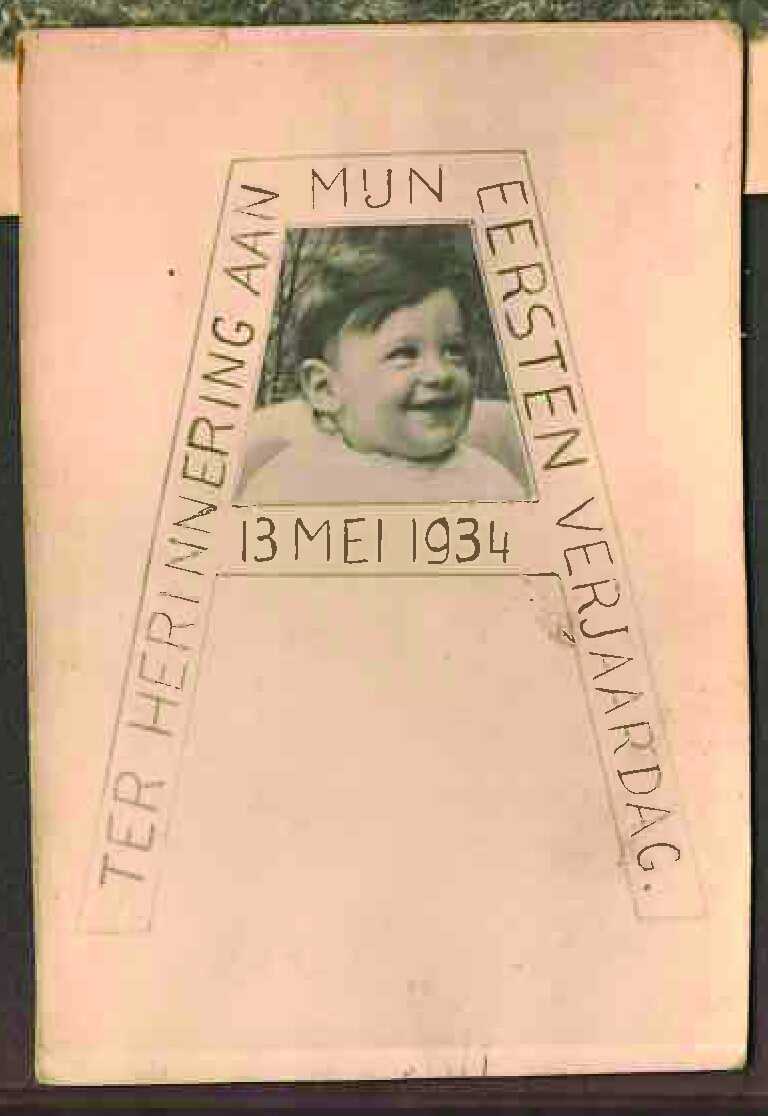 TER HERINNERING AAN
MIJN
EERSTEN VERJAARDAG.
13 MEI 1934